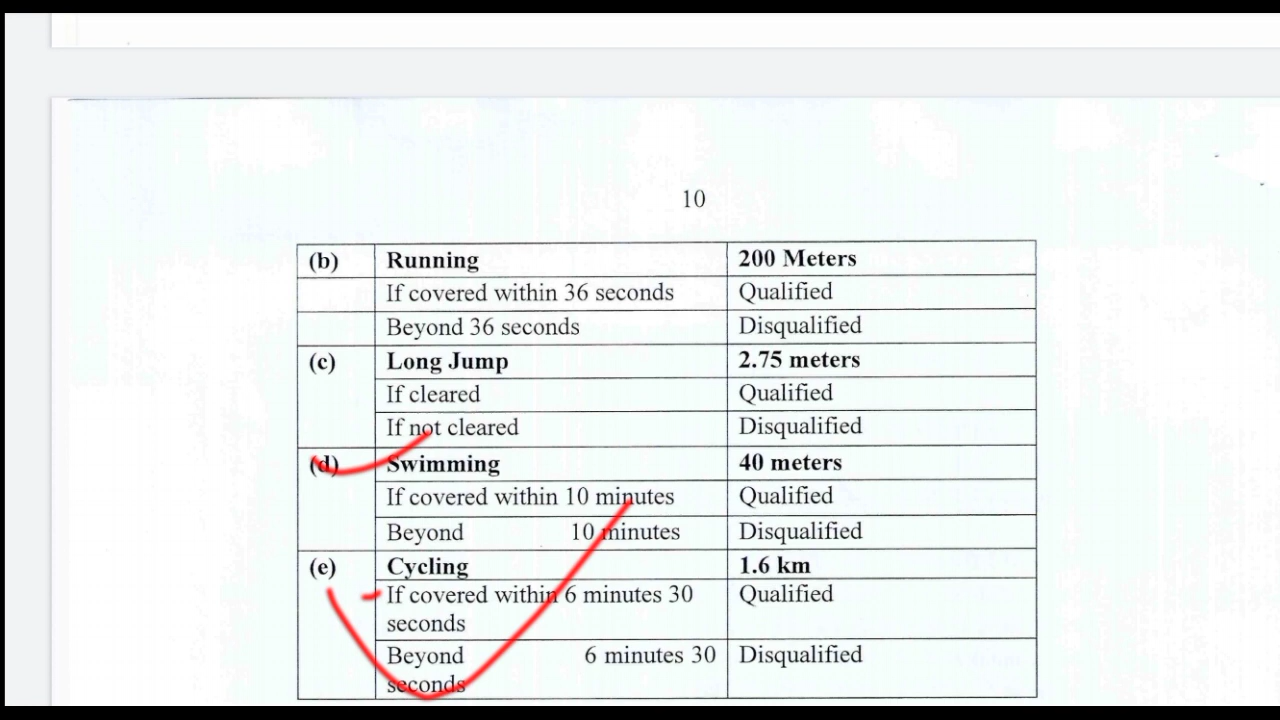 10
(b) Running 200 Meters
If covered within 36 seconds Qualified
Beyond 36 seconds Disqualified
(c) Long Jump 2.75 meters
If cleared Qualified
If not cleared Disqualified
(d) Swimming 40 meters
If covered within 10 minutes Qualified
Beyond 10 minutes Disqualified
(e) Cycling 1.6 km
If covered within 6 minutes 30 Qualified
seconds
Beyond 6 minutes 30 Disqualified
seconds